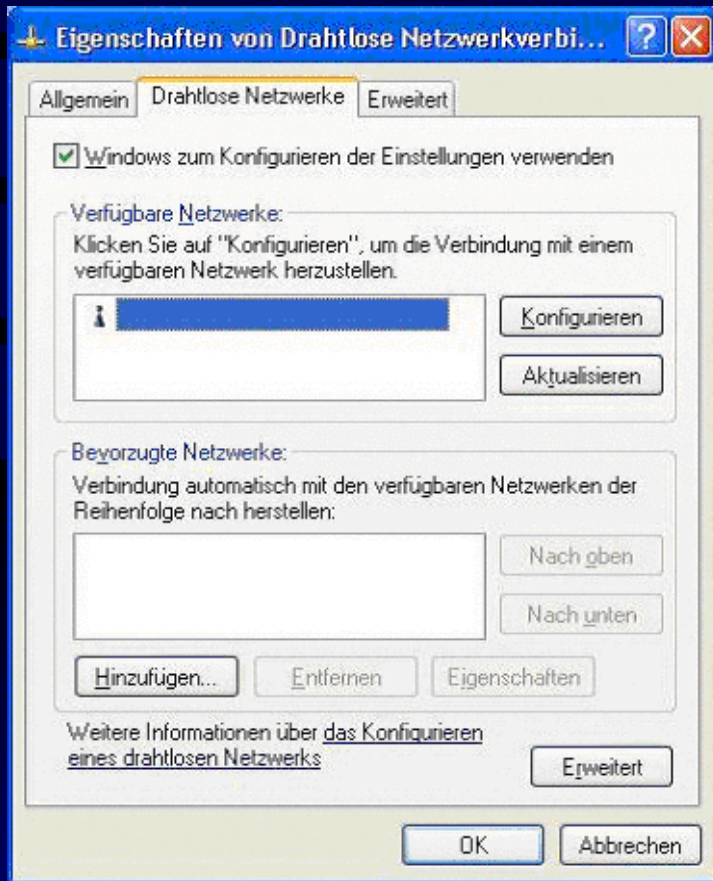 Eigenschaften von Drahtlose Netzwerkverbi...
Allgemein
Drahtlose Netzwerke
Erweitert
Windows zum Konfigurieren der Einstellungen verwenden
Verfügbare Netzwerke:
Klicken Sie auf "Konfigurieren", um die Verbindung mit einem
verfügbaren Netzwerk herzustellen.
Konfigurieren
Aktualisieren
Bevorzugte Netzwerke:
Verbindung automatisch mit den verfügbaren Netzwerken der
Reihenfolge nach herstellen:
Nach oben
Nach unten
Hinzufügen...
Entfernen
Eigenschaften
Weitere Informationen über das Konfigurieren
eines drahtlosen Netzwerks
Erweitert
OK
Abbrechen